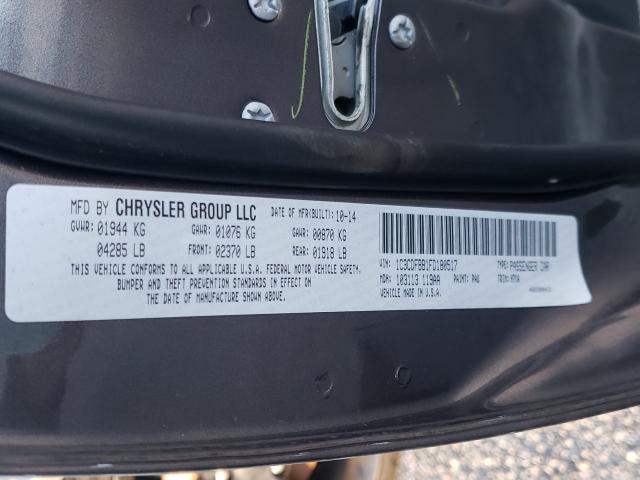 MFD BY CHRYSLER GROUP LLC DATE OF MFR(BUILT): 10-14
GVWR: 01944 KG GAWR: 01076 KG GAWR: 00870 KG
04285 LB FRONT: 02370 LB REAR: 01918 LB
THIS VEHICLE CONFORMS TO ALL APPLICABLE U.S.A. FEDERAL MOTOR VEHICLE SAFETY,
BUMPER AND THEFT PREVENTION STANDARDS IN EFFECT ON
THE DATE OF MANUFACTURE SHOWN ABOVE.
VIN: 1C3CDFBB1FD180517 TYPE: PASSENGER CAR
MDH: 103113 119AA PAINT: PAU TRIM:
VEHICLE MADE IN U.S.A.